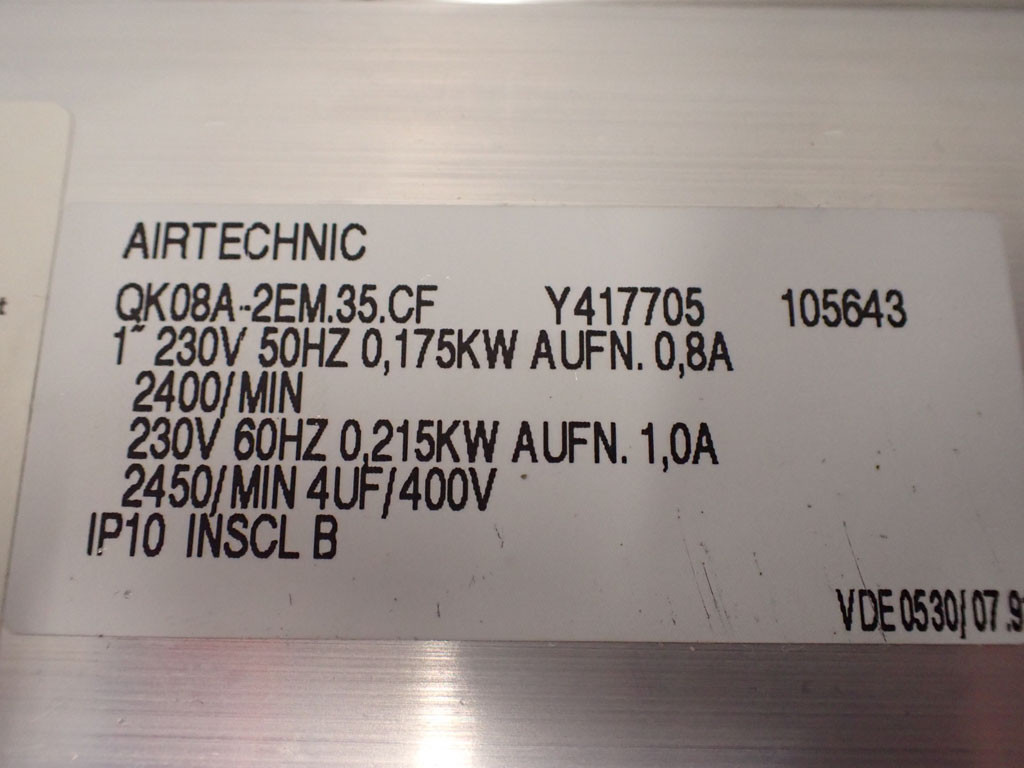 AIRTECHNIC
QK08A-2EM.35.CF Y417705 105643
1~ 230V 50HZ 0,175KW AUFN. 0,8A
2400/MIN
230V 60HZ 0,215KW AUFN. 1,0A
2450/MIN 4UF/400V
IP10 INSCL B
VDE 0530/07.9